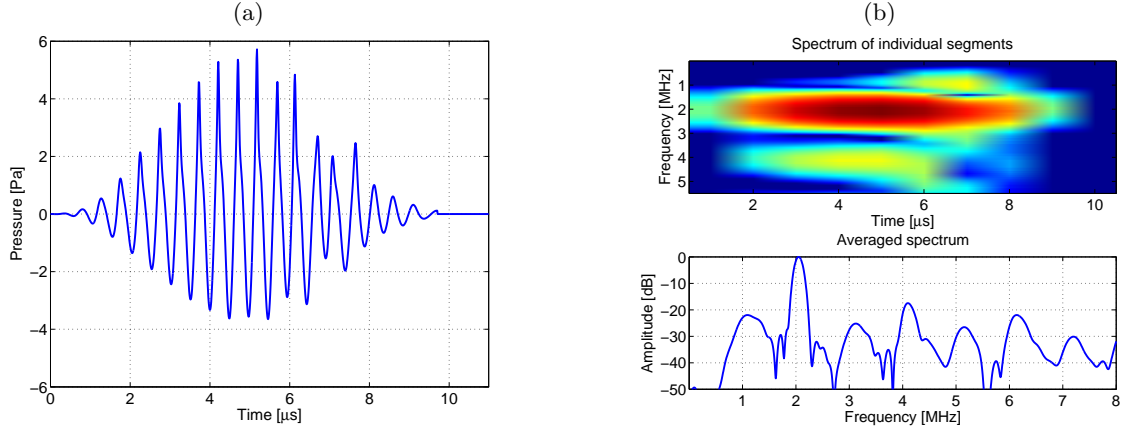 (a)
6
4
2
0
−2
−4
−6
Pressure [Pa]
0 2 4 6 8 10
Time [µs]
(b)
Spectrum of individual segments
1
2
3
4
5
Frequency [MHz]
2 4 6 8 10
Time [µs]
Averaged spectrum
0
−10
−20
−30
−40
−50
Amplitude [dB]
1 2 3 4 5 6 7 8
Frequency [MHz]